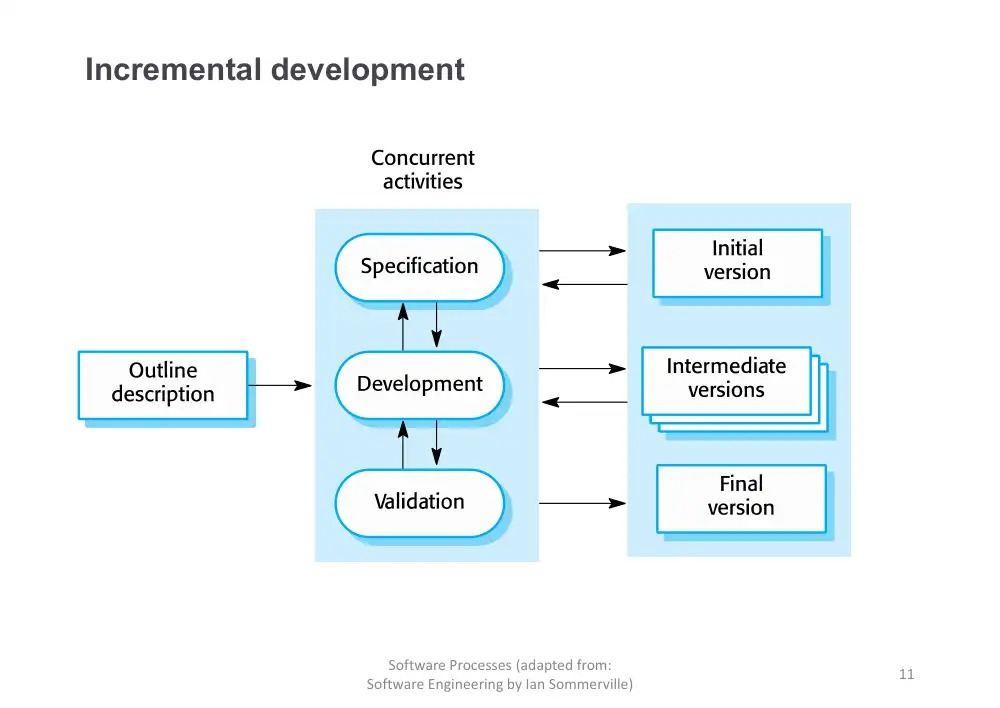 Incremental development
Concurrent
activities
Specification
Initial
version
Outline
description
Development
Intermediate
versions
Validation
Final
version
Software Processes (adapted from:
Software Engineering by Ian Sommerville)
11